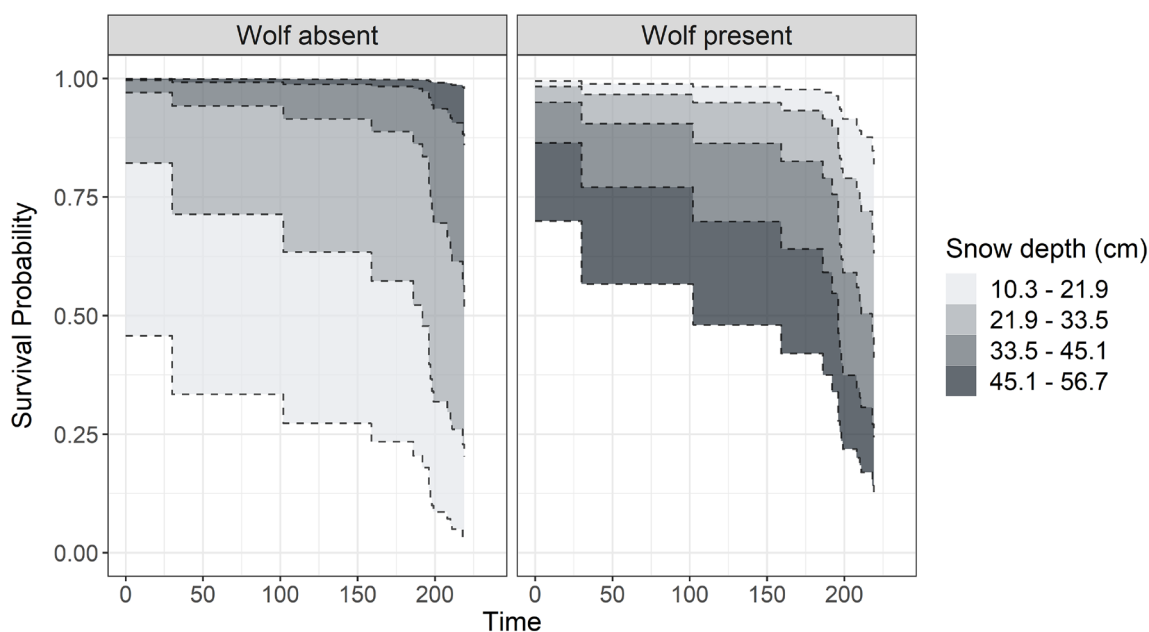 Wolf absent
Wolf present
Survival Probability
1.00
0.75
0.50
0.25
0.00
0 50 100 150 200
0 50 100 150 200
Time
Snow depth (cm)
10.3 - 21.9
21.9 - 33.5
33.5 - 45.1
45.1 - 56.7